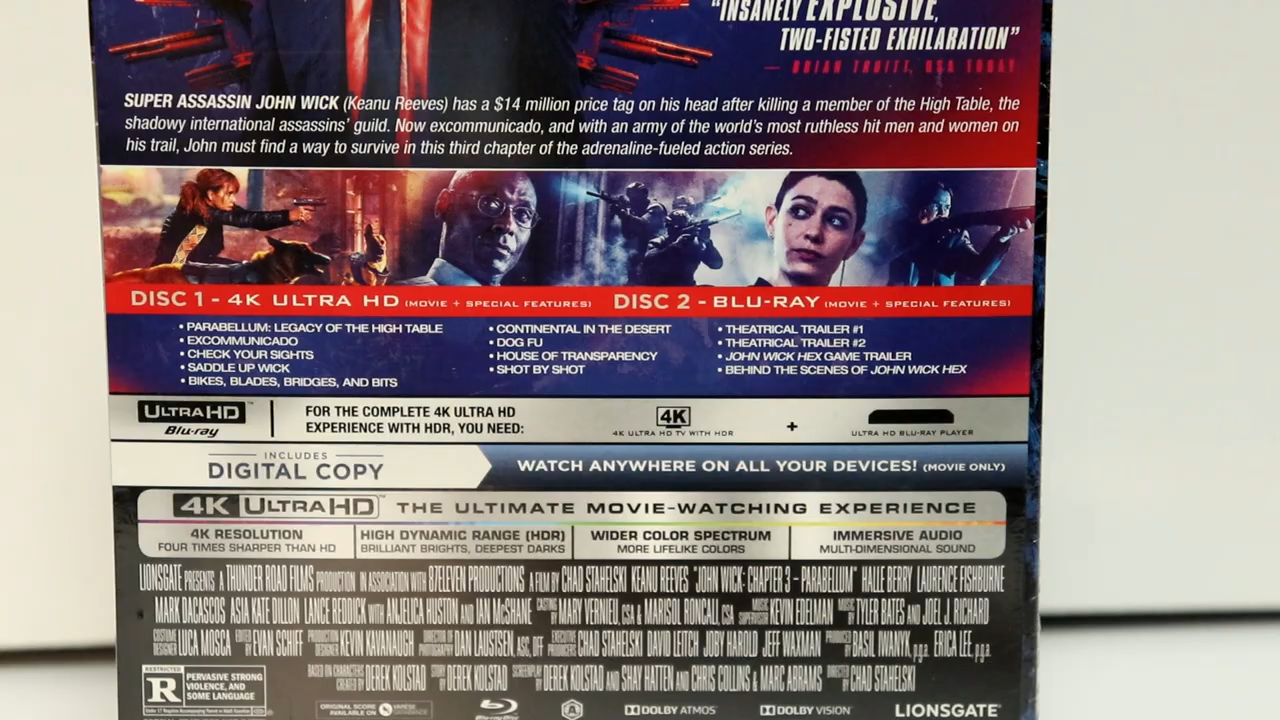 "INSANELY EXPLOSIVE,
TWO-FISTED EXHILARATION"
— BRIAN TRUITT, USA TODAY
SUPER ASSASSIN JOHN WICK (Keanu Reeves) has a $14 million price tag on his head after killing a member of the High Table, the
shadowy international assassins' guild. Now excommunicado, and with an army of the world's most ruthless hit men and women on
his trail, John must find a way to survive in this third chapter of the adrenaline-fueled action series.
DISC 1 - 4K ULTRA HD (MOVIE + SPECIAL FEATURES) DISC 2 - BLU-RAY (MOVIE + SPECIAL FEATURES)
• PARABELLUM: LEGACY OF THE HIGH TABLE
• EXCOMMUNICADO
• CHECK YOUR SIGHTS
• SADDLE UP WICK
• BIKES, BLADES, BRIDGES, AND BITS
• CONTINENTAL IN THE DESERT
• DOG FU
• HOUSE OF TRANSPARENCY
• SHOT BY SHOT
• THEATRICAL TRAILER #1
• THEATRICAL TRAILER #2
• JOHN WICK HEX GAME TRAILER
• BEHIND THE SCENES OF JOHN WICK HEX
ULTRA HD™
Blu-ray
FOR THE COMPLETE 4K ULTRA HD
EXPERIENCE WITH HDR, YOU NEED:
4K
4K ULTRA HD TV WITH HDR
+
ULTRA HD BLU-RAY PLAYER
INCLUDES
DIGITAL COPY
WATCH ANYWHERE ON ALL YOUR DEVICES! (MOVIE ONLY)
4K ULTRA HD™ THE ULTIMATE MOVIE-WATCHING EXPERIENCE
4K RESOLUTION
FOUR TIMES SHARPER THAN HD
HIGH DYNAMIC RANGE (HDR)
BRILLIANT BRIGHTS, DEEPEST DARKS
WIDER COLOR SPECTRUM
MORE LIFELIKE COLORS
IMMERSIVE AUDIO
MULTI-DIMENSIONAL SOUND
LIONSGATE PRESENTS A THUNDER ROAD FILMS PRODUCTION IN ASSOCIATION WITH 87ELEVEN PRODUCTIONS A FILM BY CHAD STAHELSKI KEANU REEVES "JOHN WICK: CHAPTER 3 – PARABELLUM" HALLE BERRY LAURENCE FISHBURNE
MARK DACASCOS ASIA KATE DILLON LANCE REDDICK WITH ANJELICA HUSTON AND IAN McSHANE CASTING BY MARY VERNIEU, CSA & MARISOL RONCALI, CSA MUSIC SUPERVISOR KEVIN EDELMAN MUSIC BY TYLER BATES AND JOEL J. RICHARD
COSTUME DESIGNER LUCA MOSCA EDITED BY EVAN SCHIFF PRODUCTION DESIGNER KEVIN KAVANAUGH DIRECTOR OF PHOTOGRAPHY DAN LAUSTSEN, ASC, DFF EXECUTIVE PRODUCERS CHAD STAHELSKI DAVID LEITCH JOBY HAROLD JEFF WAXMAN PRODUCED BY BASIL IWANYK, p.g.a. ERICA LEE, p.g.a.
BASED ON CHARACTERS CREATED BY DEREK KOLSTAD STORY BY DEREK KOLSTAD SCREENPLAY BY DEREK KOLSTAD AND SHAY HATTEN AND CHRIS COLLINS & MARC ABRAMS DIRECTED BY CHAD STAHELSKI
RESTRICTED
R
PERVASIVE STRONG
VIOLENCE, AND
SOME LANGUAGE
ORIGINAL SCORE
AVAILABLE ON
VARESE
SARABANDE
Blu-ray Disc
DOLBY ATMOS
DOLBY VISION
LIONSGATE